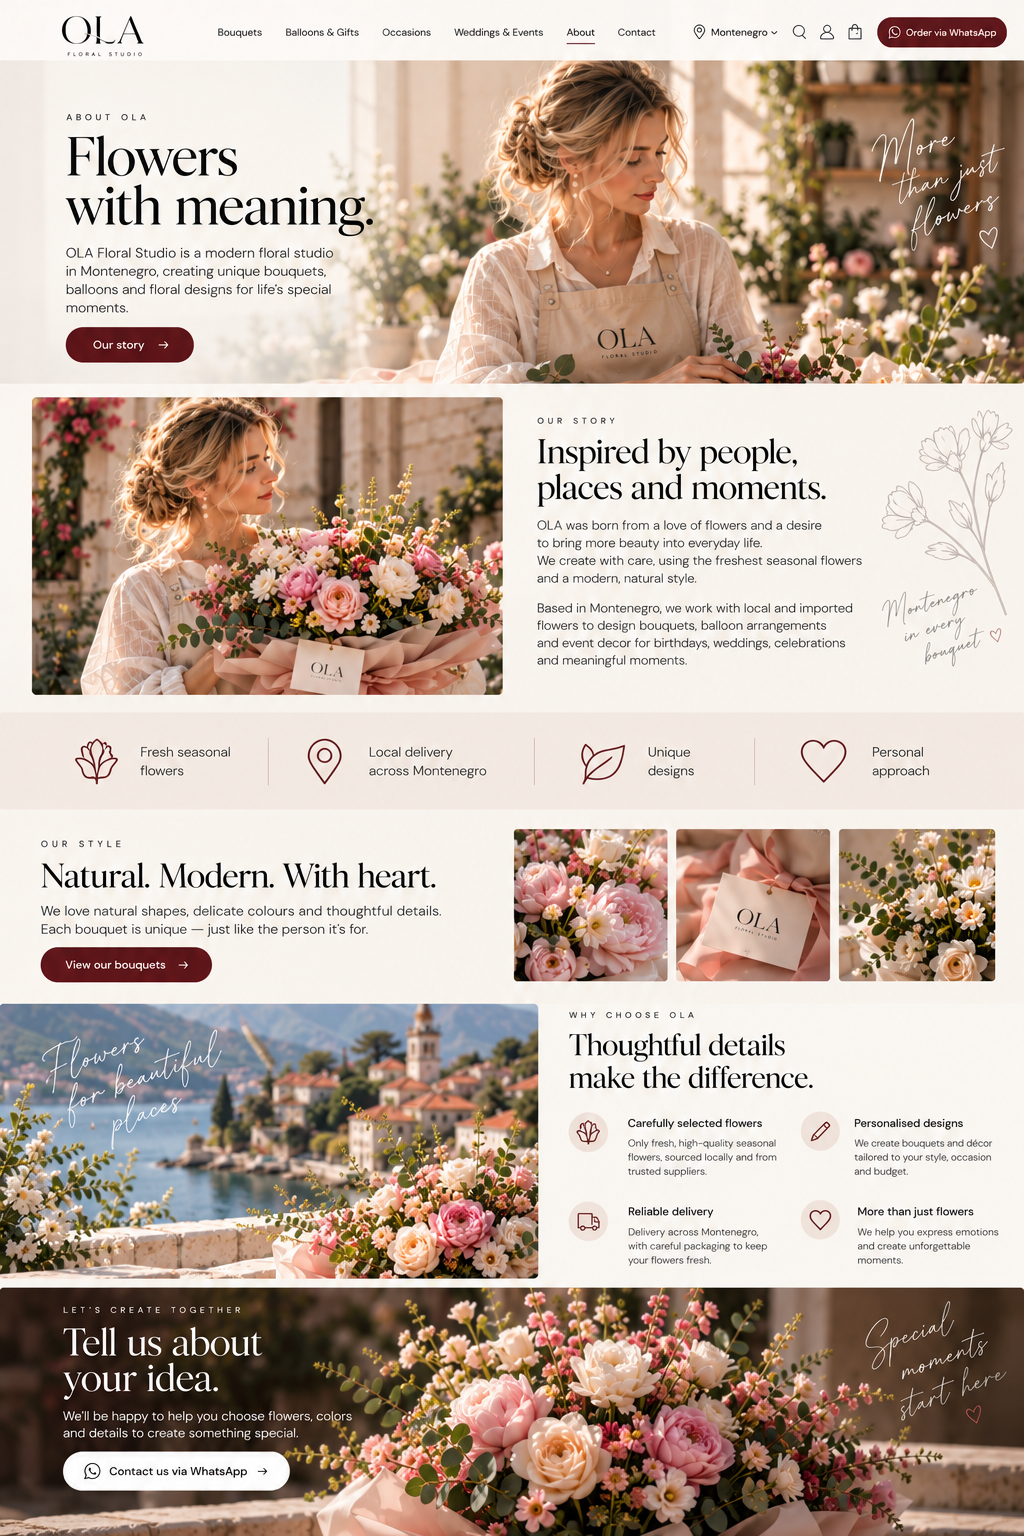 OLA
FLORAL STUDIO
Bouquets
Balloons & Gifts
Occasions
Weddings & Events
About
Contact
Montenegro
Order via WhatsApp
ABOUT OLA
Flowers
with meaning.
OLA Floral Studio is a modern floral studio
in Montenegro, creating unique bouquets,
balloons and floral designs for life's special
moments.
Our story →
More
than just
flowers
OLA
FLORAL STUDIO
OLA
FLORAL STUDIO
OUR STORY
Inspired by people,
places and moments.
OLA was born from a love of flowers and a desire
to bring more beauty into everyday life.
We create with care, using the freshest seasonal flowers
and a modern, natural style.
Based in Montenegro, we work with local and imported
flowers to design bouquets, balloon arrangements
and event decor for birthdays, weddings, celebrations
and meaningful moments.
Montenegro
in every
bouquet
Fresh seasonal
flowers
Local delivery
across Montenegro
Unique
designs
Personal
approach
OUR STYLE
Natural. Modern. With heart.
We love natural shapes, delicate colours and thoughtful details.
Each bouquet is unique — just like the person it's for.
View our bouquets →
OLA
FLORAL STUDIO
Flowers
for beautiful
places
WHY CHOOSE OLA
Thoughtful details
make the difference.
Carefully selected flowers
Only fresh, high-quality seasonal
flowers, sourced locally and from
trusted suppliers.
Personalised designs
We create bouquets and décor
tailored to your style, occasion
and budget.
Reliable delivery
Delivery across Montenegro,
with careful packaging to keep
your flowers fresh.
More than just flowers
We help you express emotions
and create unforgettable
moments.
LET'S CREATE TOGETHER
Tell us about
your idea.
We'll be happy to help you choose flowers, colors
and details to create something special.
Contact us via WhatsApp →
Special
moments
start here